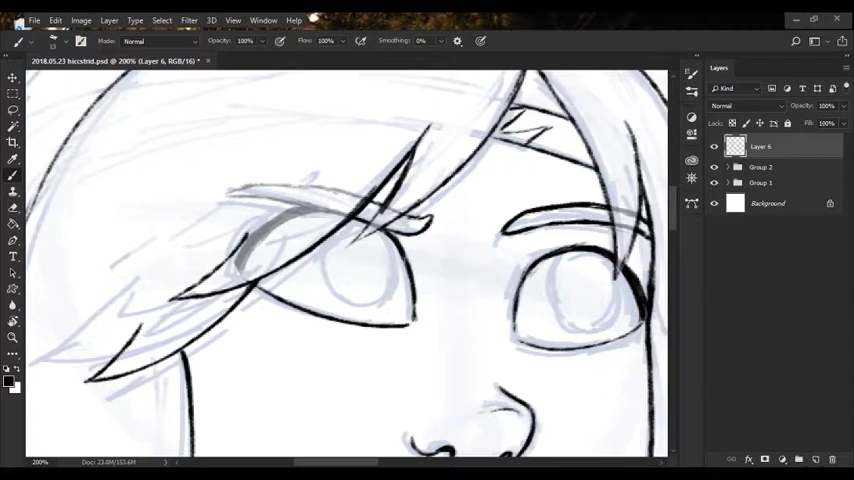 File Edit Image Layer Type Select Filter 3D View Window Help
13 Mode: Normal Opacity: 100% Flow: 100% Smoothing: 0%
2018.05.23 hiccstrid.psd @ 200% (Layer 6, RGB/16) * ×
Layers
Kind
Normal Opacity: 100%
Lock: Fill: 100%
Layer 6
Group 2
Group 1
Background
200% Doc: 23.0M/153.6M